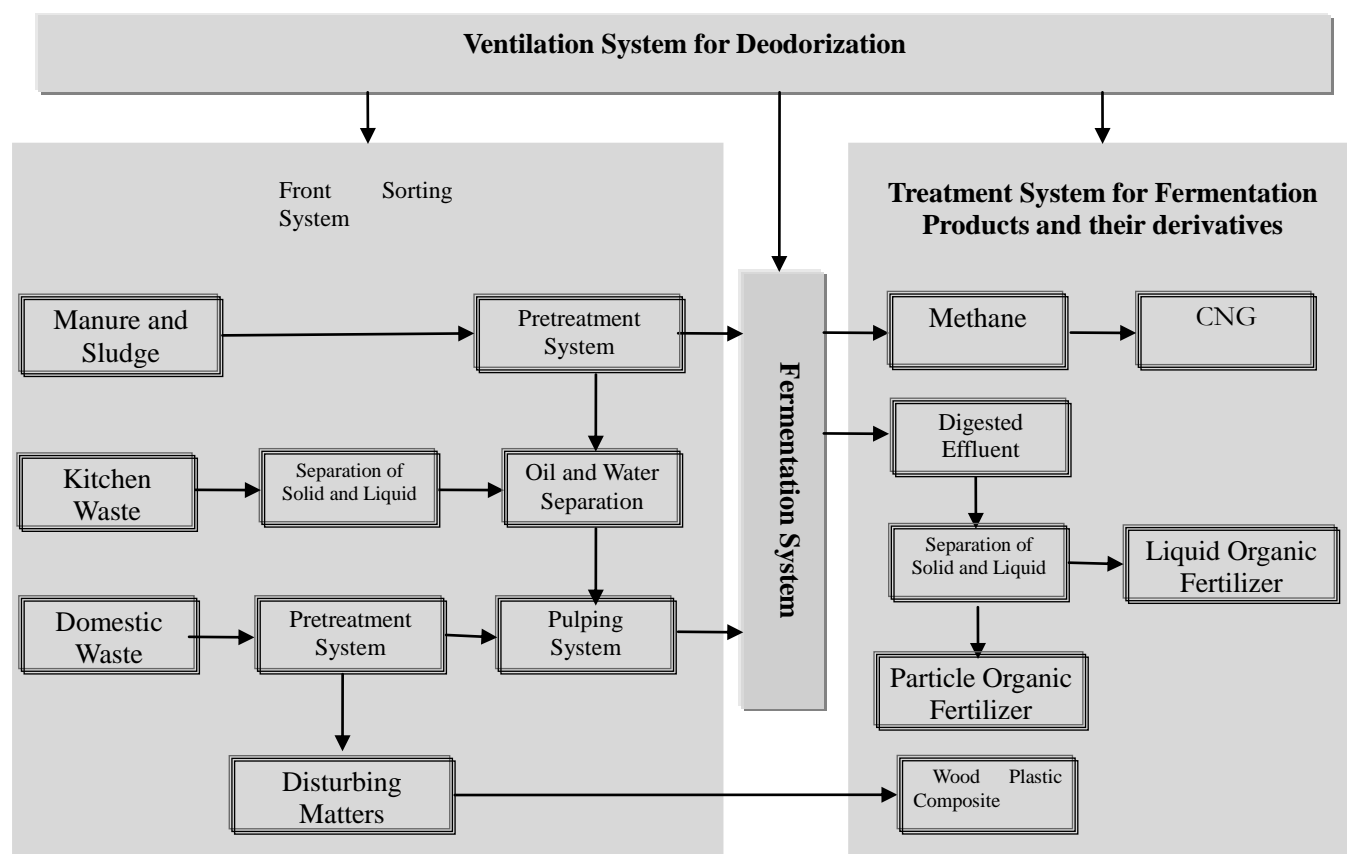 Ventilation System for Deodorization
Front Sorting
System
Treatment System for Fermentation
Products and their derivatives
Manure and
Sludge
Pretreatment
System
Fermentation System
Methane
CNG
Digested
Effluent
Kitchen
Waste
Separation of
Solid and Liquid
Oil and Water
Separation
Separation of
Solid and Liquid
Liquid Organic
Fertilizer
Domestic
Waste
Pretreatment
System
Pulping
System
Particle Organic
Fertilizer
Disturbing
Matters
Wood Plastic
Composite